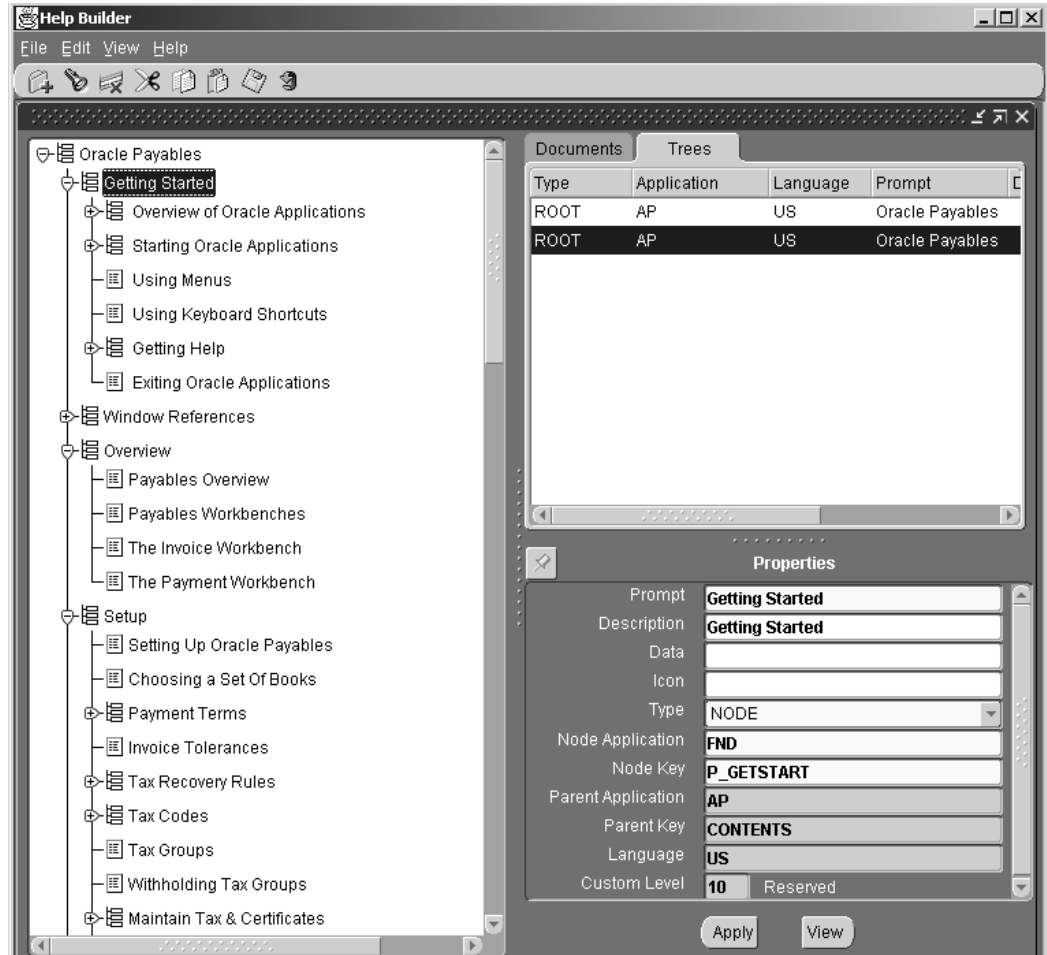 Help Builder
File Edit View Help
Oracle Payables
Getting Started
Overview of Oracle Applications
Starting Oracle Applications
Using Menus
Using Keyboard Shortcuts
Getting Help
Exiting Oracle Applications
Window References
Overview
Payables Overview
Payables Workbenches
The Invoice Workbench
The Payment Workbench
Setup
Setting Up Oracle Payables
Choosing a Set Of Books
Payment Terms
Invoice Tolerances
Tax Recovery Rules
Tax Codes
Tax Groups
Withholding Tax Groups
Maintain Tax & Certificates
Documents Trees
Type Application Language Prompt
ROOT AP US Oracle Payables
ROOT AP US Oracle Payables
Properties
Prompt Getting Started
Description Getting Started
Data
Icon
Type NODE
Node Application FND
Node Key P_GETSTART
Parent Application AP
Parent Key CONTENTS
Language US
Custom Level 10 Reserved
Apply View